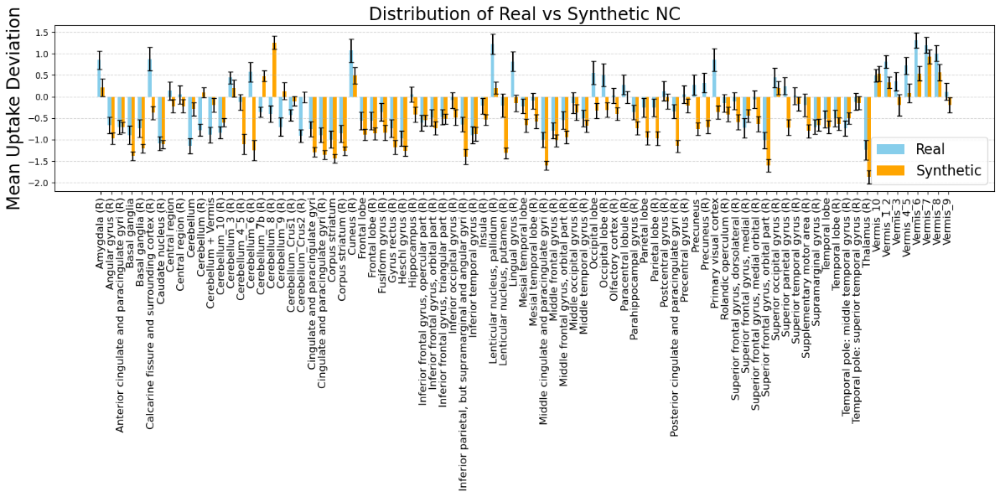 Distribution of Real vs Synthetic NC
Mean Uptake Deviation
1.5
1.0
0.5
0.0
−0.5
−1.0
−1.5
−2.0
Real
Synthetic
Amygdala (R)
Angular gyrus (R)
Anterior cingulate and paracingulate gyri (R)
Basal ganglia
Basal ganglia (R)
Calcarine fissure and surrounding cortex (R)
Caudate nucleus (R)
Central region
Central region (R)
Cerebellum
Cerebellum (R)
Cerebellum + Vermis
Cerebellum_10 (R)
Cerebellum_3 (R)
Cerebellum_4_5 (R)
Cerebellum_6 (R)
Cerebellum_7b (R)
Cerebellum_8 (R)
Cerebellum_9 (R)
Cerebellum_Crus1 (R)
Cerebellum_Crus2 (R)
Cingulate and paracingulate gyri
Cingulate and paracingulate gyri (R)
Corpus striatum
Corpus striatum (R)
Cuneus (R)
Frontal lobe
Frontal lobe (R)
Fusiform gyrus (R)
Gyrus rectus (R)
Heschl gyrus (R)
Hippocampus (R)
Inferior frontal gyrus, opercular part (R)
Inferior frontal gyrus, orbital part (R)
Inferior frontal gyrus, triangular part (R)
Inferior occipital gyrus (R)
Inferior parietal, but supramarginal and angular gyri (R)
Inferior temporal gyrus (R)
Insula (R)
Lenticular nucleus, pallidum (R)
Lenticular nucleus, putamen (R)
Lingual gyrus (R)
Mesial temporal lobe
Mesial temporal lobe (R)
Middle cingulate and paracingulate gyri (R)
Middle frontal gyrus (R)
Middle frontal gyrus, orbital part (R)
Middle occipital gyrus (R)
Middle temporal gyrus (R)
Occipital lobe
Occipital lobe (R)
Olfactory cortex (R)
Paracentral lobule (R)
Parahippocampal gyrus (R)
Parietal lobe
Parietal lobe (R)
Postcentral gyrus (R)
Posterior cingulate gyrus (R)
Precentral gyrus (R)
Precuneus
Precuneus (R)
Primary visual cortex
Rolandic operculum (R)
Superior frontal gyrus, dorsolateral (R)
Superior frontal gyrus, medial (R)
Superior frontal gyrus, medial orbital (R)
Superior frontal gyrus, orbital part (R)
Superior occipital gyrus (R)
Superior parietal gyrus (R)
Superior temporal gyrus (R)
Supplementary motor area (R)
Supramarginal gyrus (R)
Temporal lobe
Temporal lobe (R)
Temporal pole: middle temporal gyrus (R)
Temporal pole: superior temporal gyrus (R)
Thalamus (R)
Vermis_10
Vermis_1_2
Vermis_3
Vermis_4_5
Vermis_6
Vermis_7
Vermis_8
Vermis_9